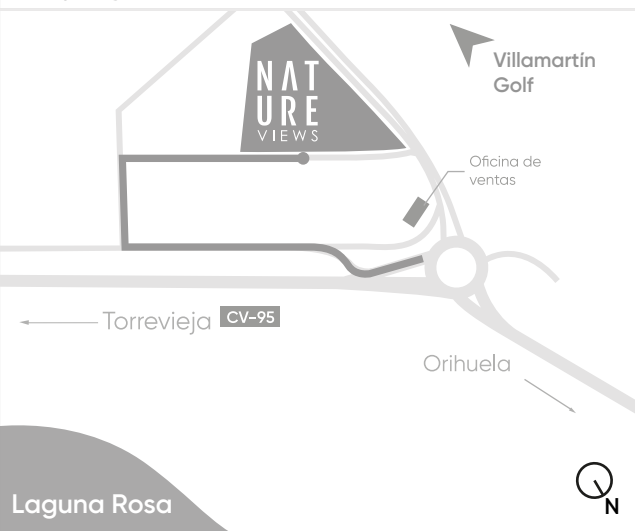 NAT
URE
VIEWS
Villamartín
Golf
Oficina de
ventas
Torrevieja CV-95
Orihuela
Laguna Rosa
N